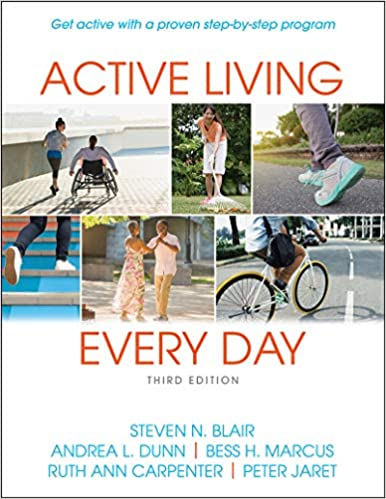 Get active with a proven step-by-step program
ACTIVE LIVING
EVERY DAY
THIRD EDITION
STEVEN N. BLAIR
ANDREA L. DUNN | BESS H. MARCUS
RUTH ANN CARPENTER | PETER JARET